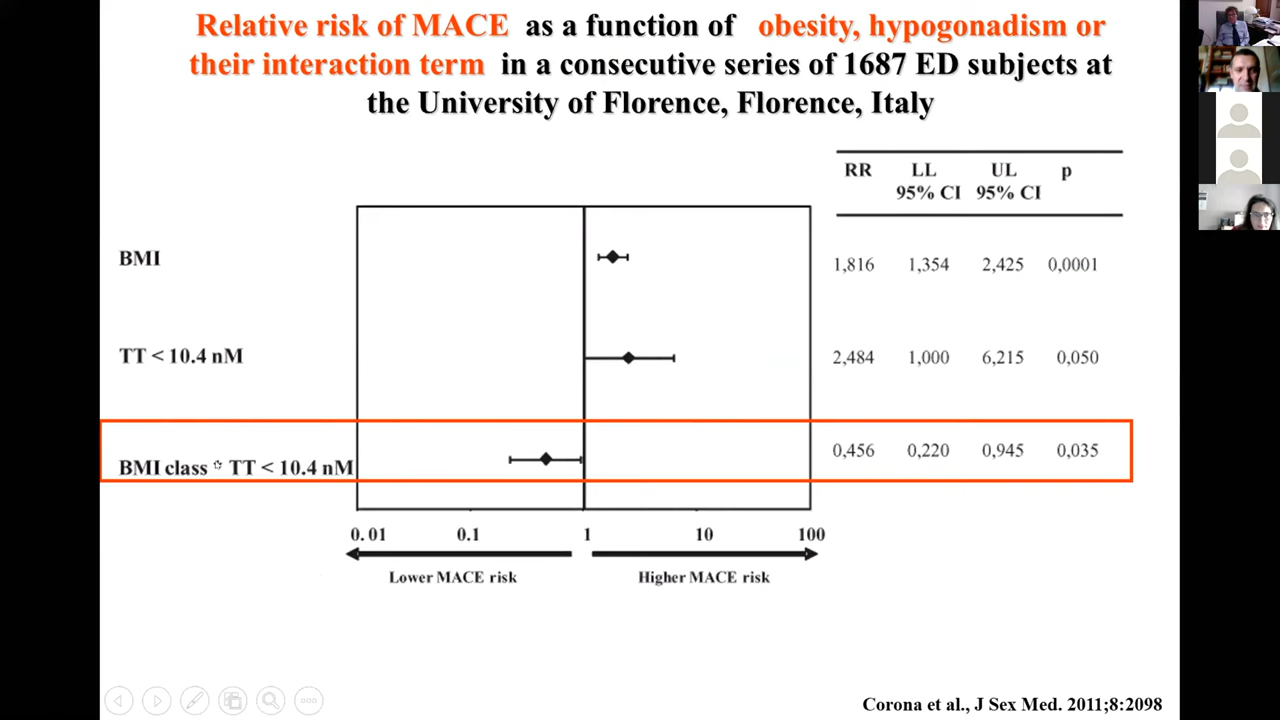 Relative risk of MACE as a function of obesity, hypogonadism or
their interaction term in a consecutive series of 1687 ED subjects at
the University of Florence, Florence, Italy
RR LL UL p
95% CI 95% CI
BMI 1,816 1,354 2,425 0,0001
TT < 10.4 nM 2,484 1,000 6,215 0,050
BMI class * TT < 10.4 nM 0,456 0,220 0,945 0,035
0.01 0.1 1 10 100
Lower MACE risk Higher MACE risk
Corona et al., J Sex Med. 2011;8:2098